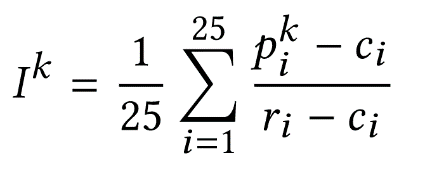 $I^k = \frac{1}{25} \sum_{i=1}^{25} \frac{p_i^k - c_i}{r_i - c_i}$